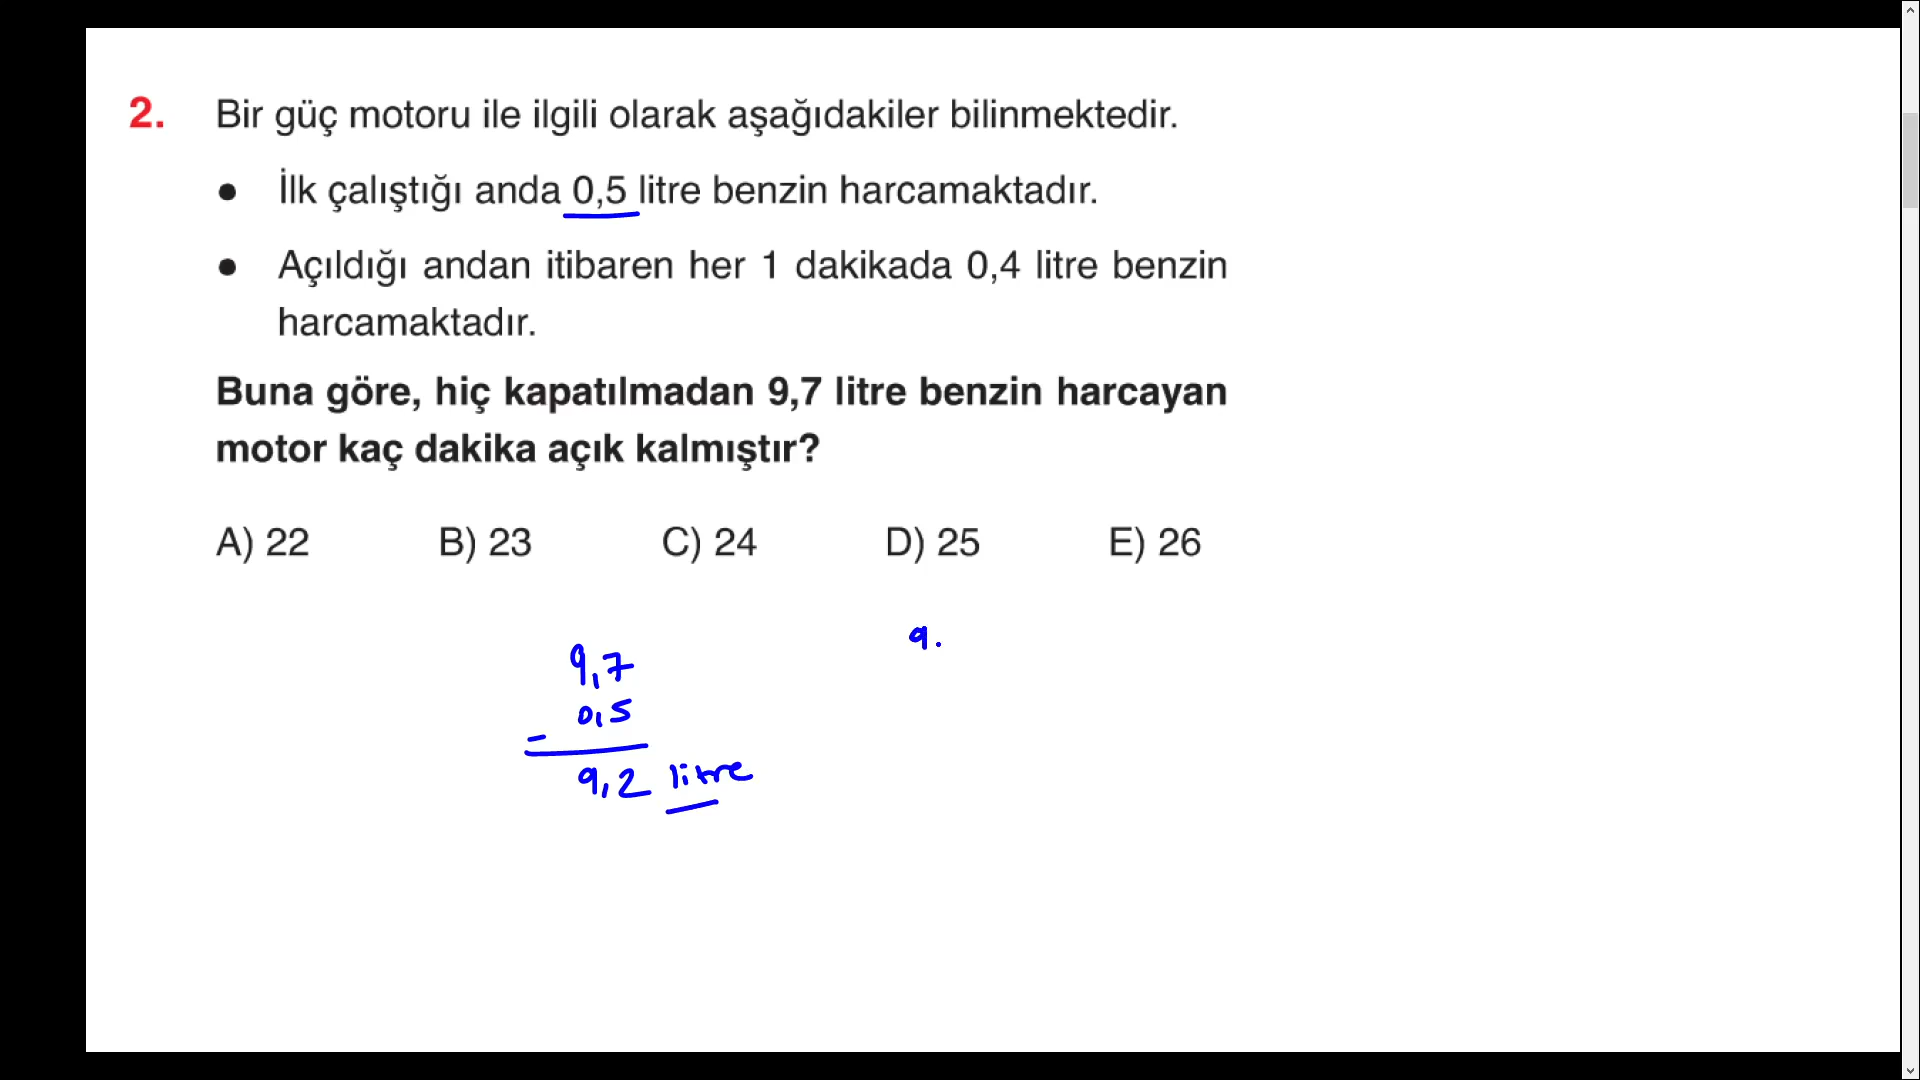 2. Bir güç motoru ile ilgili olarak aşağıdakiler bilinmektedir.
● İlk çalıştığı anda 0,5 litre benzin harcamaktadır.
● Açıldığı andan itibaren her 1 dakikada 0,4 litre benzin
harcamaktadır.
Buna göre, hiç kapatılmadan 9,7 litre benzin harcayan
motor kaç dakika açık kalmıştır?
A) 22 B) 23 C) 24 D) 25 E) 26
9.
9,7
0,5
-
9,2 litre